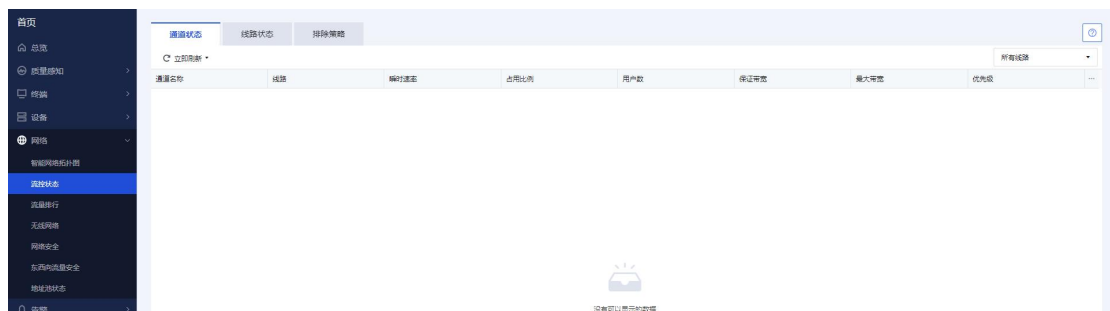 首页
总览
质量感知
终端
设备
网络
智能网络拓扑图
流控状态
流量排行
无线网络
网络安全
东西向流量安全
地址池状态
告警
通道状态 线路状态 排除策略
立即刷新
所有线路
通道名称 线路 瞬时速率 占用比例 用户数 保证带宽 最大带宽 优先级 ...
没有可以显示的数据